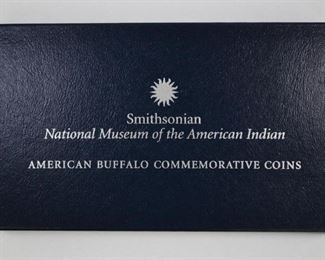 Smithsonian
National Museum of the American Indian
AMERICAN BUFFALO COMMEMORATIVE COINS